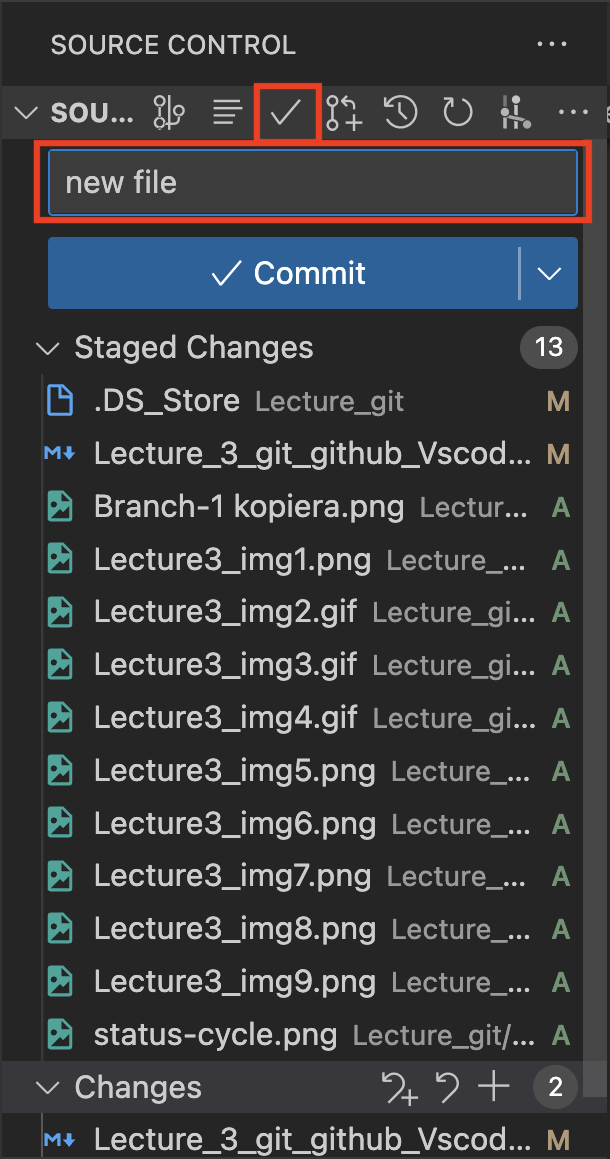 SOURCE CONTROL ...
SOU... ...
new file
Commit
Staged Changes 13
.DS_Store Lecture_git M
M Lecture_3_git_github_Vscod... M
Branch-1 kopiera.png Lectur... A
Lecture3_img1.png Lecture_... A
Lecture3_img2.gif Lecture_gi... A
Lecture3_img3.gif Lecture_gi... A
Lecture3_img4.gif Lecture_gi... A
Lecture3_img5.png Lecture_... A
Lecture3_img6.png Lecture_... A
Lecture3_img7.png Lecture_... A
Lecture3_img8.png Lecture_... A
Lecture3_img9.png Lecture_... A
status-cycle.png Lecture_git/... A
Changes 2
M Lecture_3_git_github_Vscod... M